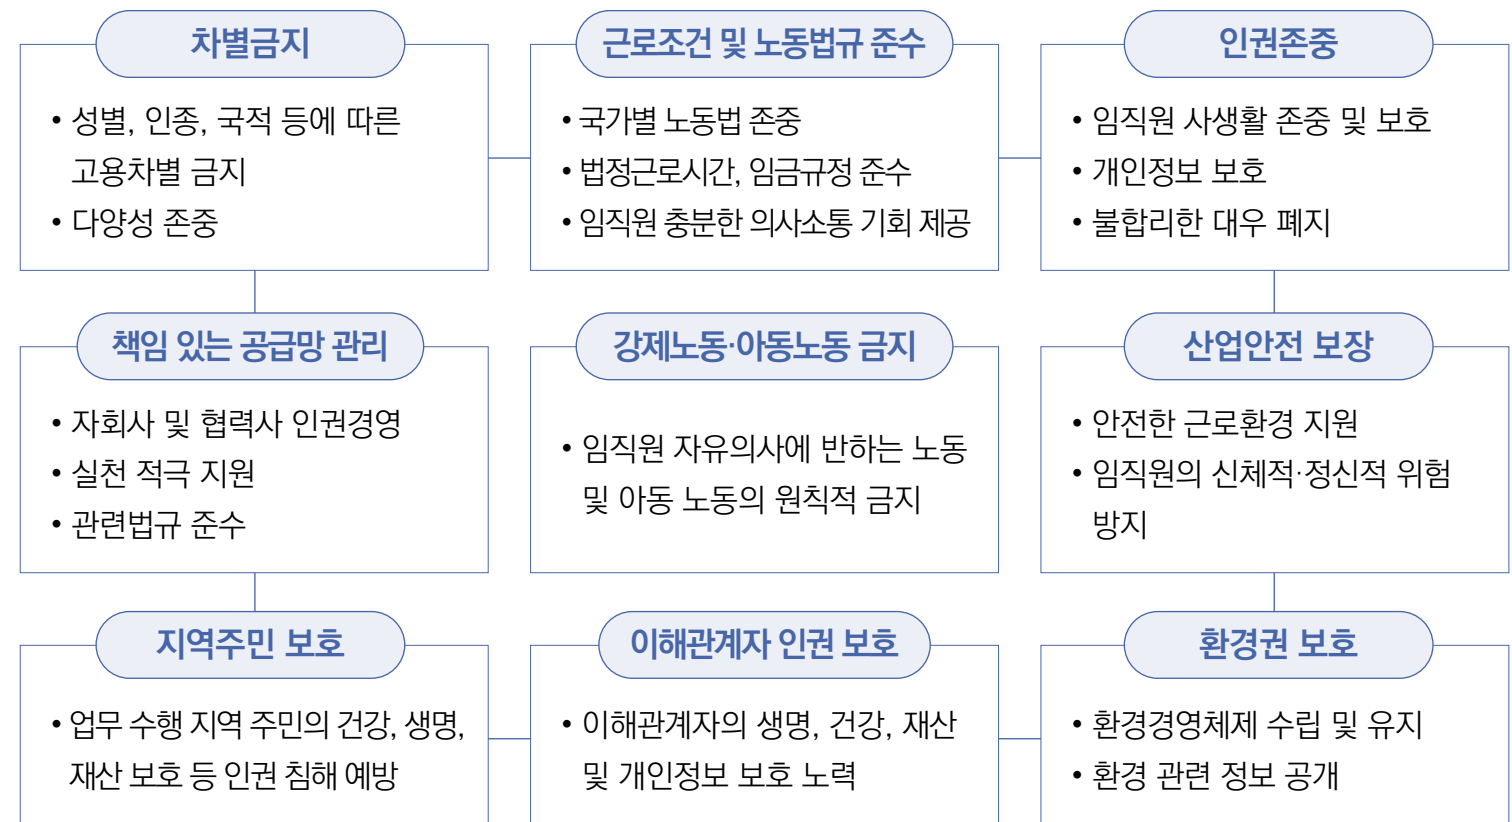 차별금지
• 성별, 인종, 국적 등에 따른
고용차별 금지
• 다양성 존중
근로조건 및 노동법규 준수
• 국가별 노동법 존중
• 법정근로시간, 임금규정 준수
• 임직원 충분한 의사소통 기회 제공
인권존중
• 임직원 사생활 존중 및 보호
• 개인정보 보호
• 불합리한 대우 폐지
책임 있는 공급망 관리
• 자회사 및 협력사 인권경영
• 실천 적극 지원
• 관련법규 준수
강제노동·아동노동 금지
• 임직원 자유의사에 반하는 노동
및 아동 노동의 원칙적 금지
산업안전 보장
• 안전한 근로환경 지원
• 임직원의 신체적·정신적 위험
방지
지역주민 보호
• 업무 수행 지역 주민의 건강, 생명,
재산 보호 등 인권 침해 예방
이해관계자 인권 보호
• 이해관계자의 생명, 건강, 재산
및 개인정보 보호 노력
환경권 보호
• 환경경영체제 수립 및 유지
• 환경 관련 정보 공개